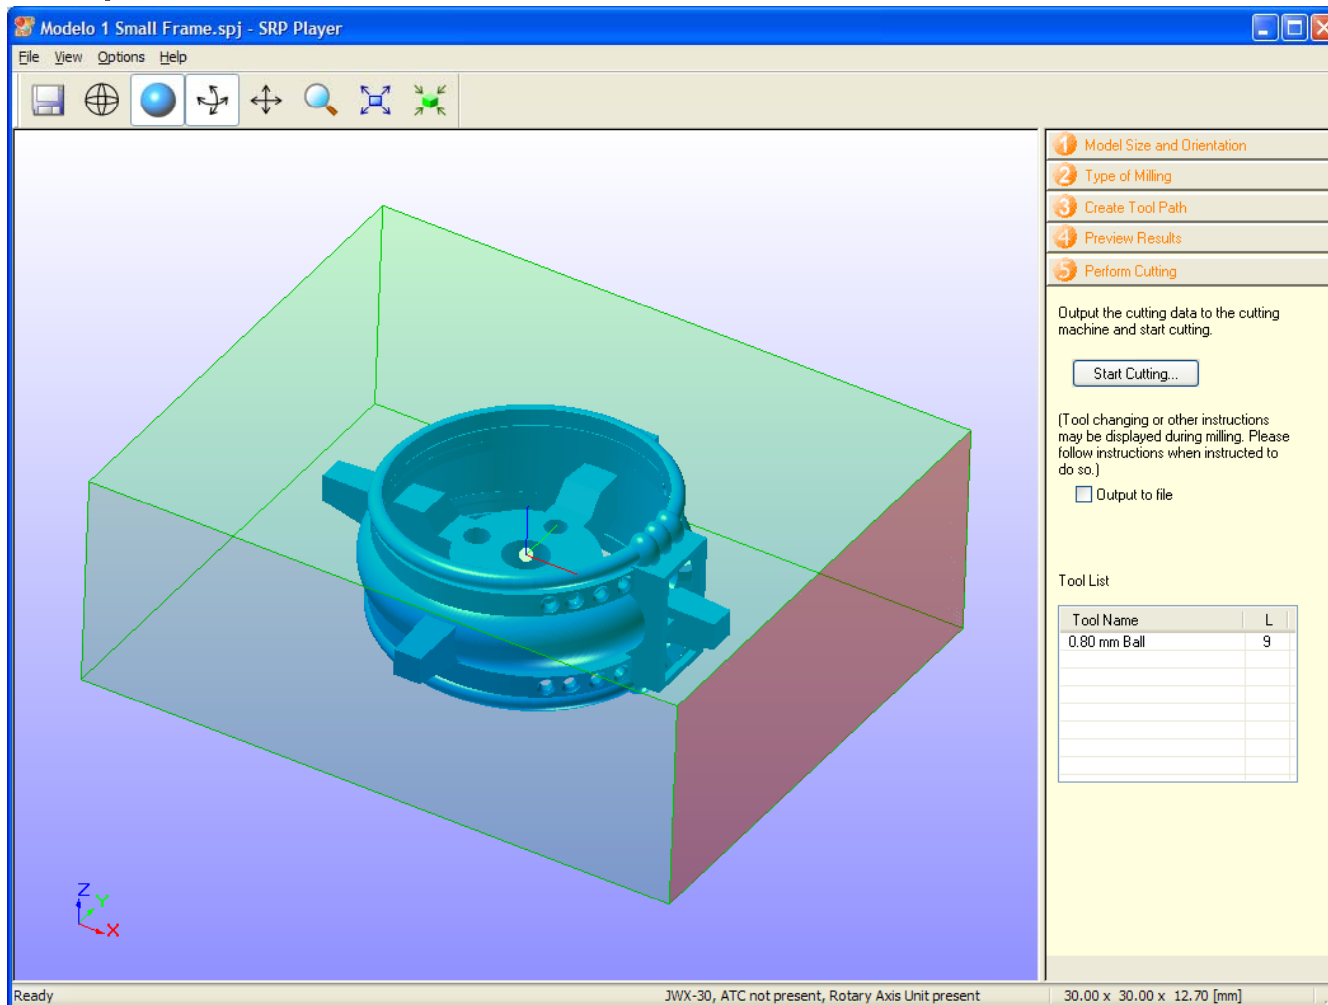 Modelo 1 Small Frame.spj - SRP Player
File View Options Help
1 Model Size and Orientation
2 Type of Milling
3 Create Tool Path
4 Preview Results
5 Perform Cutting
Output the cutting data to the cutting
machine and start cutting.
Start Cutting...
(Tool changing or other instructions
may be displayed during milling. Please
follow instructions when instructed to
do so.)
Output to file
Tool List
Tool Name L
0.80 mm Ball 9
Z
Y
X
Ready JWX-30, ATC not present, Rotary Axis Unit present 30.00 x 30.00 x 12.70 [mm]